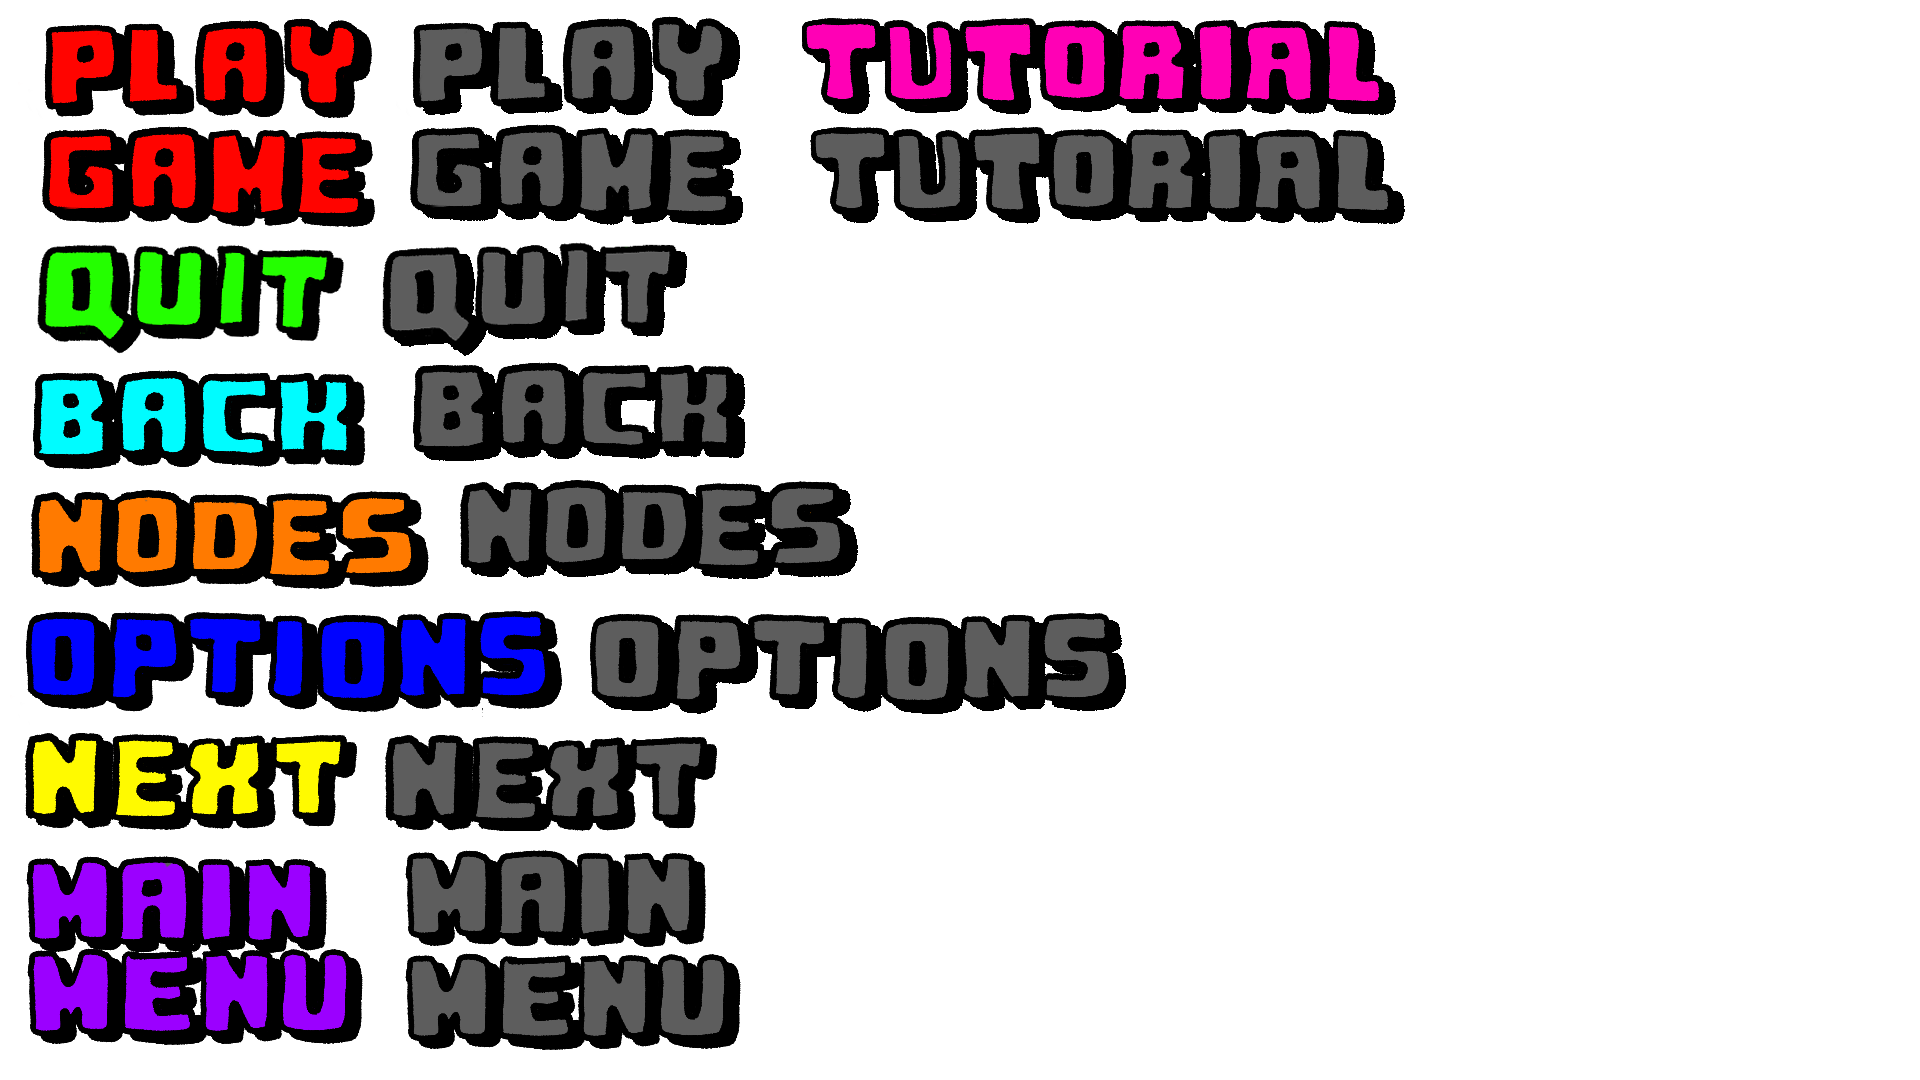 PLAY PLAY TUTORIAL
GAME GAME TUTORIAL
QUIT QUIT
BACK BACK
NODES NODES
OPTIONS OPTIONS
NEXT NEXT
MAIN MAIN
MENU MENU